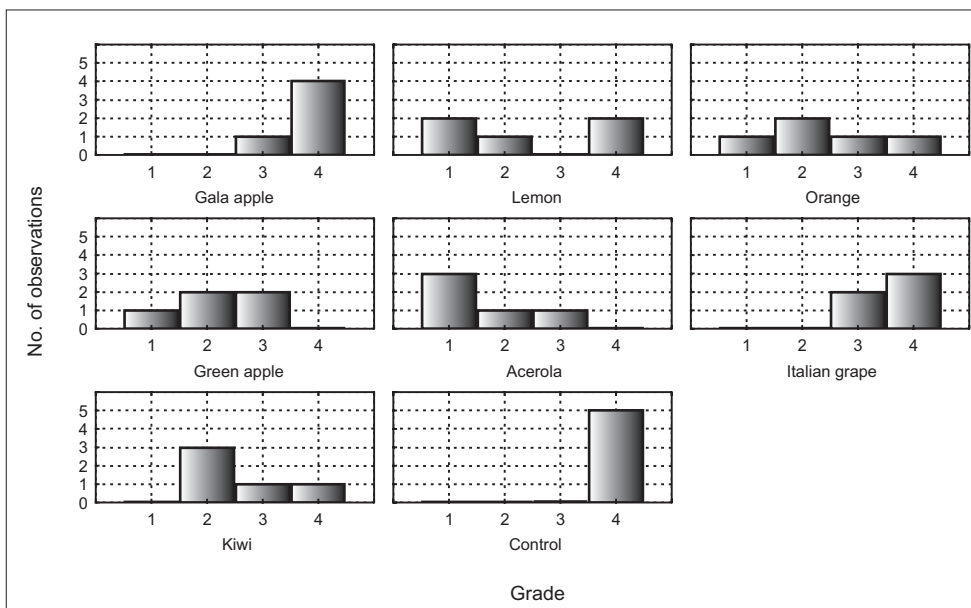 No. of observations
5
4
3
2
1
0
1 2 3 4
Gala apple
1 2 3 4
Lemon
1 2 3 4
Orange
5
4
3
2
1
0
1 2 3 4
Green apple
1 2 3 4
Acerola
1 2 3 4
Italian grape
5
4
3
2
1
0
1 2 3 4
Kiwi
1 2 3 4
Control
Grade